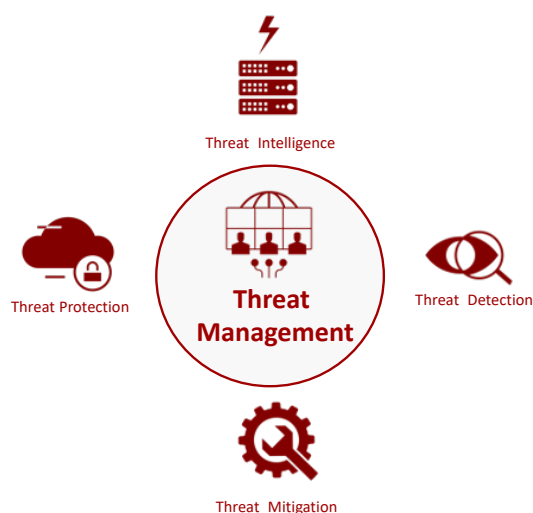 Threat Intelligence
Threat Protection
Threat
Management
Threat Detection
Threat Mitigation